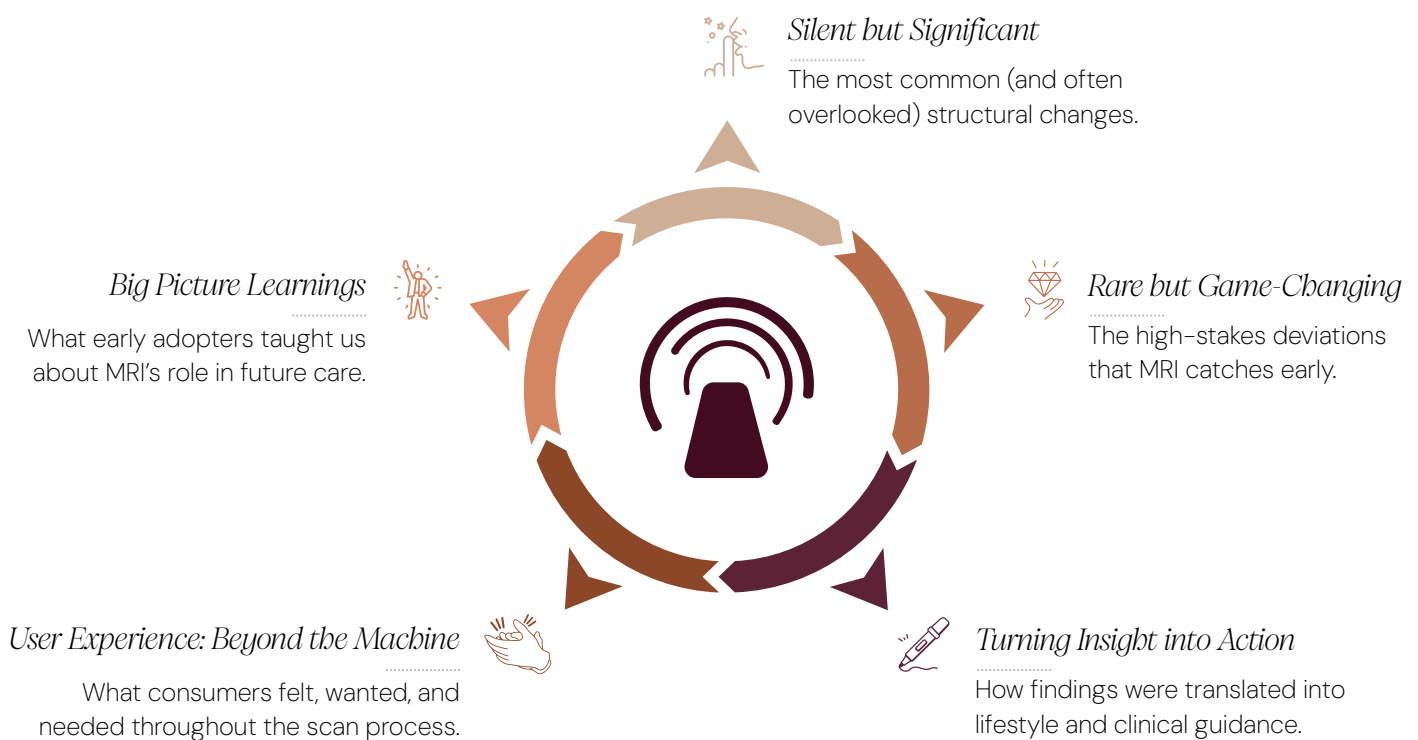 Silent but Significant
The most common (and often
overlooked) structural changes.
Rare but Game-Changing
The high-stakes deviations
that MRI catches early.
Turning Insight into Action
How findings were translated into
lifestyle and clinical guidance.
User Experience: Beyond the Machine
What consumers felt, wanted, and
needed throughout the scan process.
Big Picture Learnings
What early adopters taught us
about MRI's role in future care.